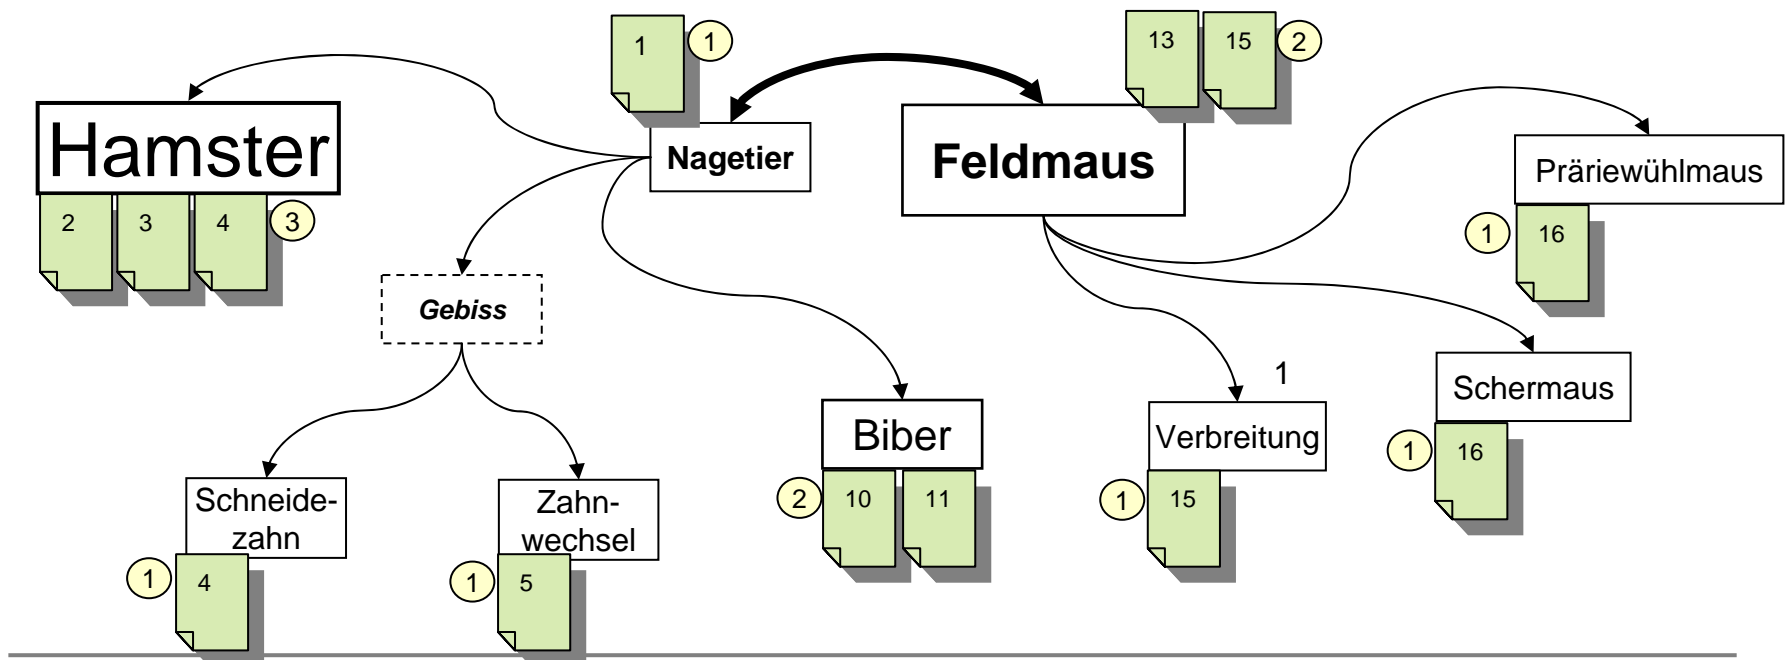 1
1
13
15
2
Hamster
Nagetier
Feldmaus
Präriewühlmaus
2
3
4
3
1
16
Gebiss
1
Schermaus
Biber
Verbreitung
1
16
Schneide-
zahn
Zahn-
wechsel
2
10
11
1
15
1
4
1
5